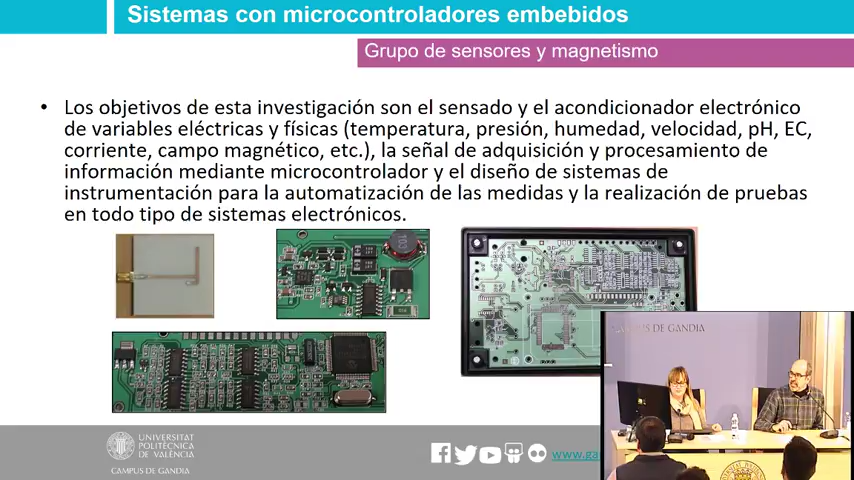 Sistemas con microcontroladores embebidos
Grupo de sensores y magnetismo
• Los objetivos de esta investigación son el sensado y el acondicionador electrónico
de variables eléctricas y físicas (temperatura, presión, humedad, velocidad, pH, EC,
corriente, campo magnético, etc.), la señal de adquisición y procesamiento de
información mediante microcontrolador y el diseño de sistemas de
instrumentación para la automatización de las medidas y la realización de pruebas
en todo tipo de sistemas electrónicos.
CAMPUS DE GANDIA
UNIVERSITAT
POLITÈCNICA
DE VALÈNCIA
CAMPUS DE GANDIA
www.ga